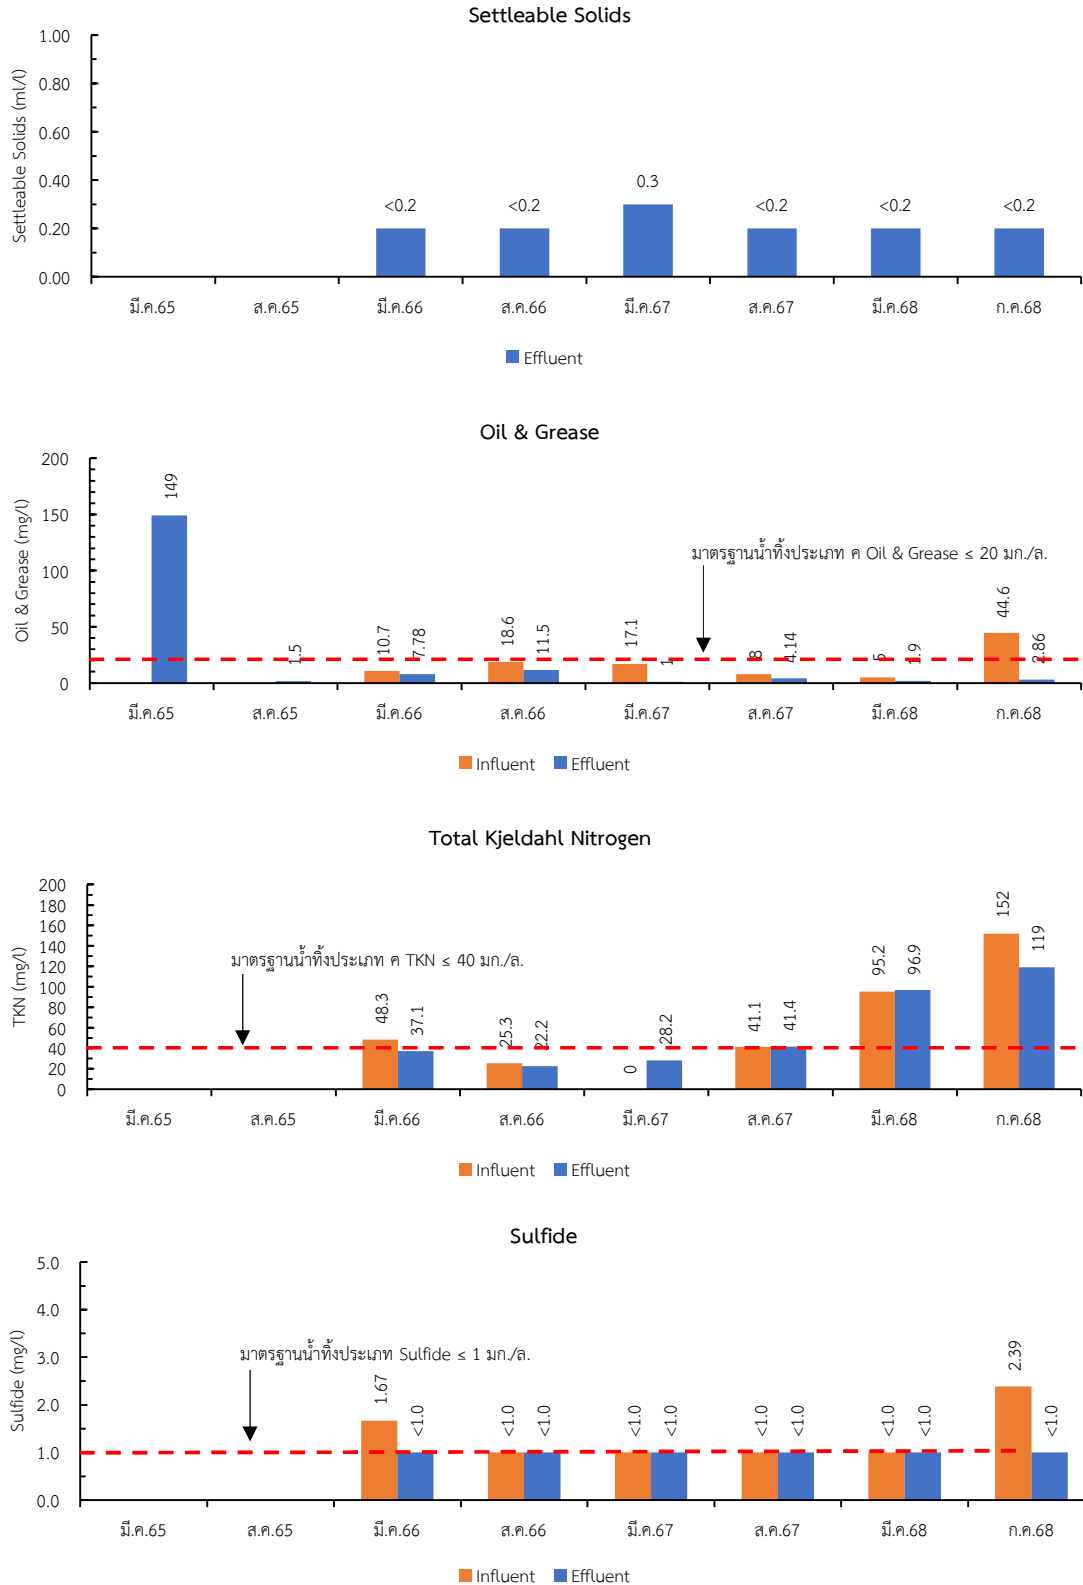 Settleable Solids
Settleable Solids (ml/l)
1.00
0.80
0.60
0.40
0.20
0.00
<0.2 <0.2 0.3 <0.2 <0.2 <0.2
มี.ค.65 ส.ค.65 มี.ค.66 ส.ค.66 มี.ค.67 ส.ค.67 มี.ค.68 ก.ค.68
Effluent
Oil & Grease
Oil & Grease (mg/l)
200
150
100
50
0
มาตรฐานน้ำทิ้งประเภท ค Oil & Grease ≤ 20 มก./ล.
149 1.5 10.7 7.78 18.6 11.5 17.1 1 8 4.14 5 1.9 44.6 2.86
มี.ค.65 ส.ค.65 มี.ค.66 ส.ค.66 มี.ค.67 ส.ค.67 มี.ค.68 ก.ค.68
Influent Effluent
Total Kjeldahl Nitrogen
TKN (mg/l)
200
180
160
140
120
100
80
60
40
20
0
มาตรฐานน้ำทิ้งประเภท ค TKN ≤ 40 มก./ล.
48.3 37.1 25.3 22.2 0 28.2 41.1 41.4 95.2 96.9 152 119
มี.ค.65 ส.ค.65 มี.ค.66 ส.ค.66 มี.ค.67 ส.ค.67 มี.ค.68 ก.ค.68
Influent Effluent
Sulfide
Sulfide (mg/l)
5.0
4.0
3.0
2.0
1.0
0.0
มาตรฐานน้ำทิ้งประเภท Sulfide ≤ 1 มก./ล.
1.67 <1.0 <1.0 <1.0 <1.0 <1.0 <1.0 <1.0 <1.0 <1.0 2.39 <1.0
มี.ค.65 ส.ค.65 มี.ค.66 ส.ค.66 มี.ค.67 ส.ค.67 มี.ค.68 ก.ค.68
Influent Effluent